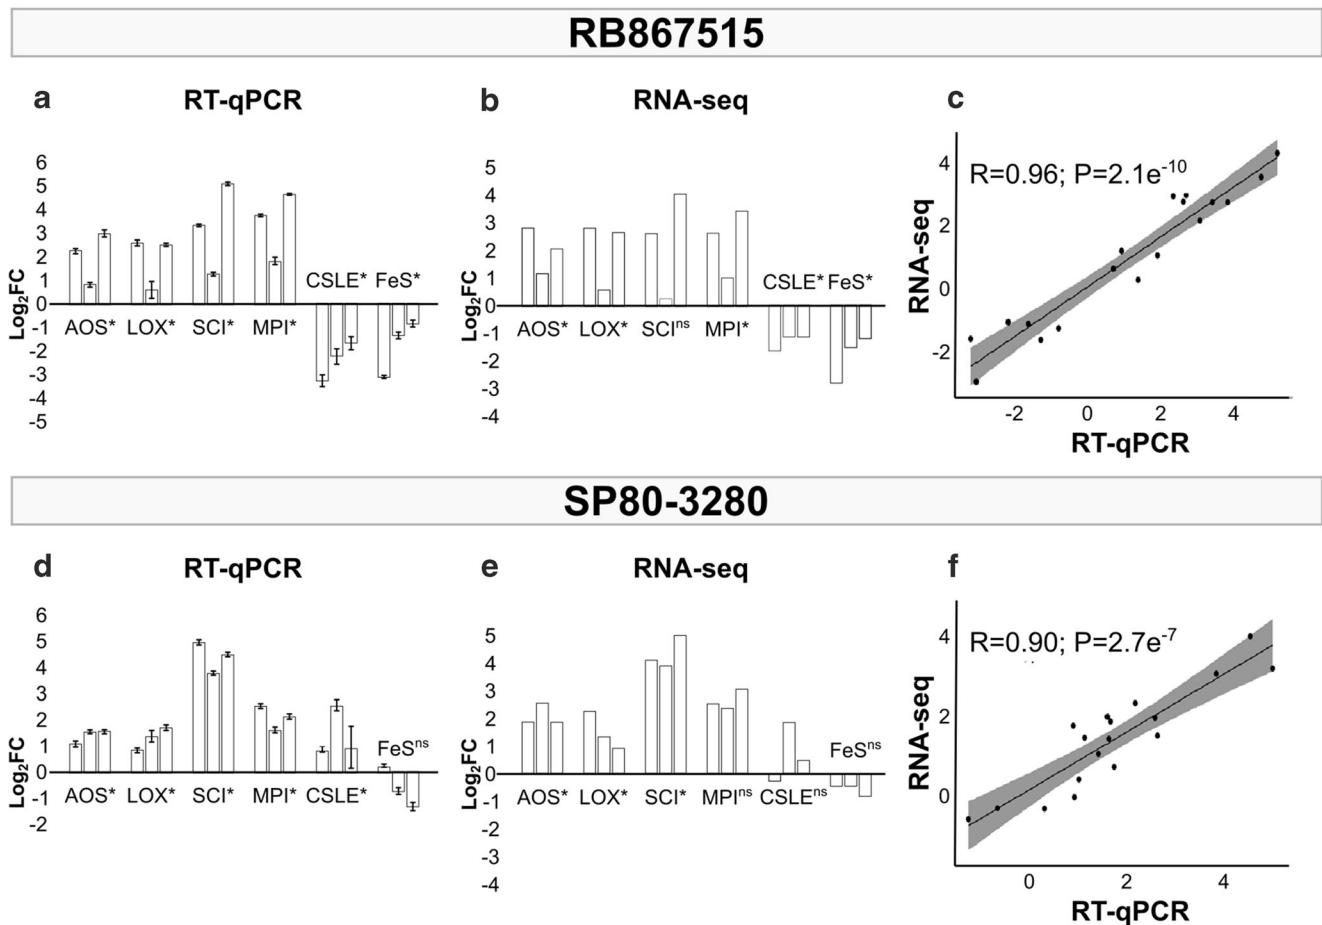 RB867515
a RT-qPCR
Log₂FC
6
5
4
3
2
1
0
-1
-2
-3
-4
-5
CSLE* FeS*
AOS* LOX* SCI* MPI*
b RNA-seq
Log₂FC
5
4
3
2
1
0
-1
-2
-3
-4
CSLE* FeS*
AOS* LOX* SCIⁿˢ MPI*
c
R=0.96; P=2.1e⁻¹⁰
RNA-seq
4
2
0
-2
-2 0 2 4
RT-qPCR
SP80-3280
d RT-qPCR
Log₂FC
6
5
4
3
2
1
0
-1
-2
FeSⁿˢ
AOS* LOX* SCI* MPI* CSLE*
e RNA-seq
Log₂FC
5
4
3
2
1
0
-1
-2
-3
-4
FeSⁿˢ
AOS* LOX* SCI* MPIⁿˢ CSLEⁿˢ
f
R=0.90; P=2.7e⁻⁷
RNA-seq
4
2
0
0 2 4
RT-qPCR